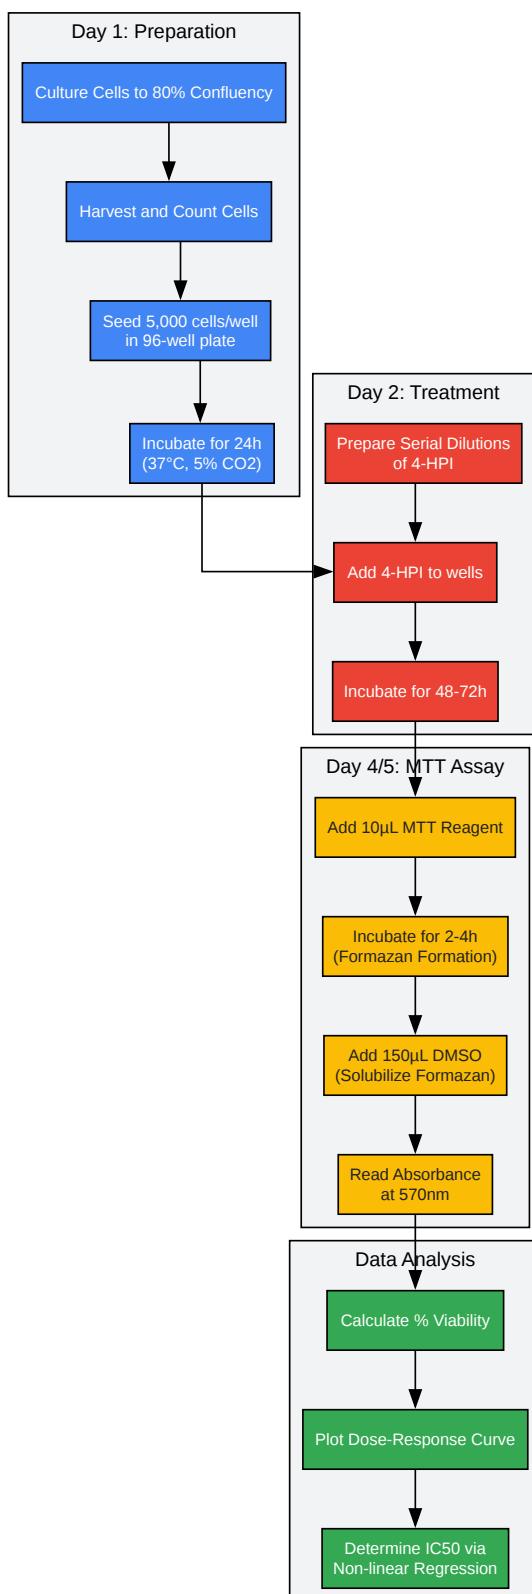 Day 1: Preparation
Culture Cells to 80% Confluency
Harvest and Count Cells
Seed 5,000 cells/well
in 96-well plate
Incubate for 24h
(37°C, 5% CO2)
Day 2: Treatment
Prepare Serial Dilutions
of 4-HPI
Add 4-HPI to wells
Incubate for 48-72h
Day 4/5: MTT Assay
Add 10µL MTT Reagent
Incubate for 2-4h
(Formazan Formation)
Add 150µL DMSO
(Solubilize Formazan)
Read Absorbance
at 570nm
Data Analysis
Calculate % Viability
Plot Dose-Response Curve
Determine IC50 via
Non-linear Regression